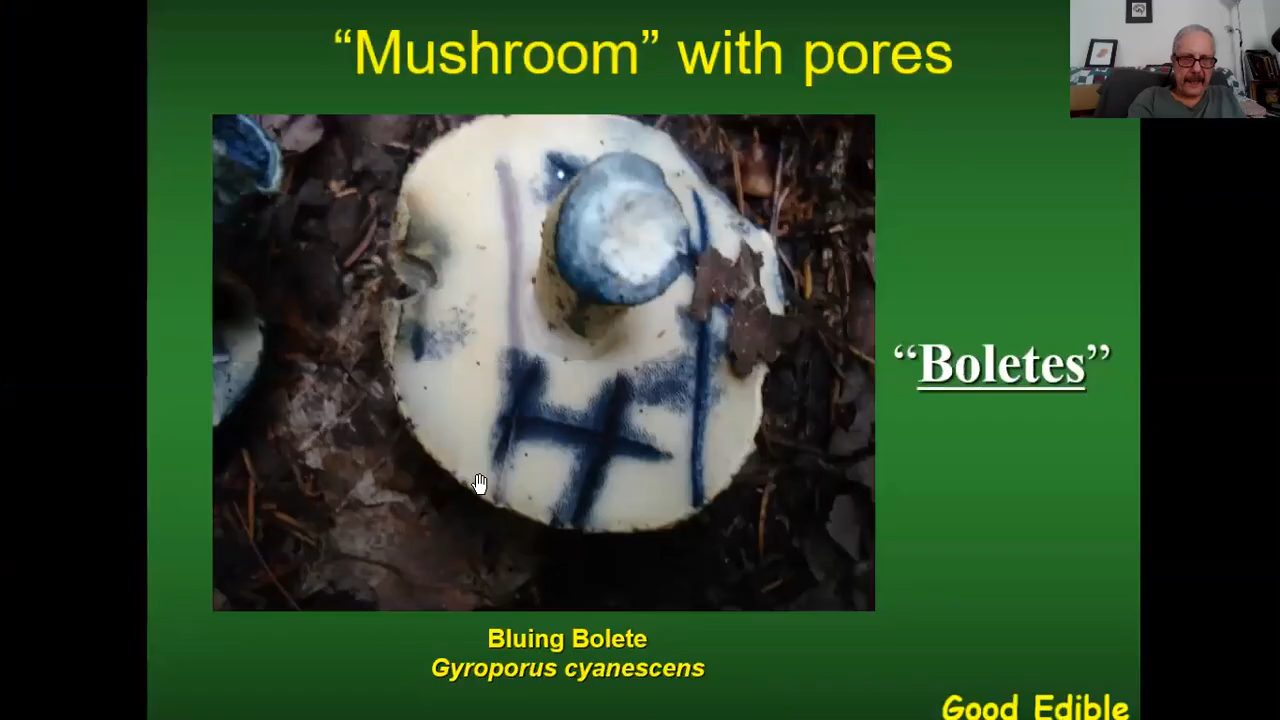 “Mushroom” with pores
“Boletes”
Bluing Bolete
Gyroporus cyanescens
Good Edible